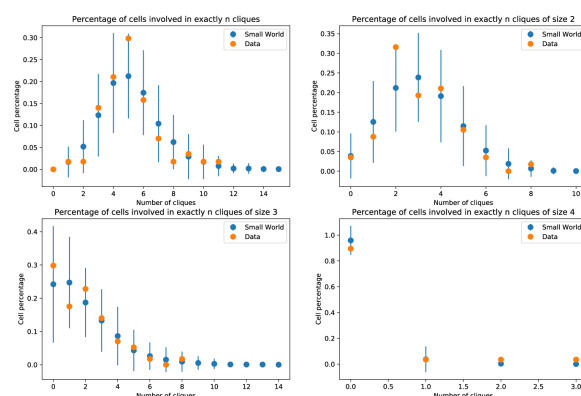 Percentage of cells involved in exactly n cliques
Small World
Data
Cell percentage
0.30
0.25
0.20
0.15
0.10
0.05
0.00
0 2 4 6 8 10 12 14
Number of cliques
Percentage of cells involved in exactly n cliques of size 2
Small World
Data
Cell percentage
0.35
0.30
0.25
0.20
0.15
0.10
0.05
0.00
0 2 4 6 8 10
Number of cliques
Percentage of cells involved in exactly n cliques of size 3
Small World
Data
Cell percentage
0.4
0.3
0.2
0.1
0.0
0 2 4 6 8 10 12 14
Number of cliques
Percentage of cells involved in exactly n cliques of size 4
Small World
Data
Cell percentage
1.0
0.8
0.6
0.4
0.2
0.0
0.0 0.5 1.0 1.5 2.0 2.5 3.0
Number of cliques